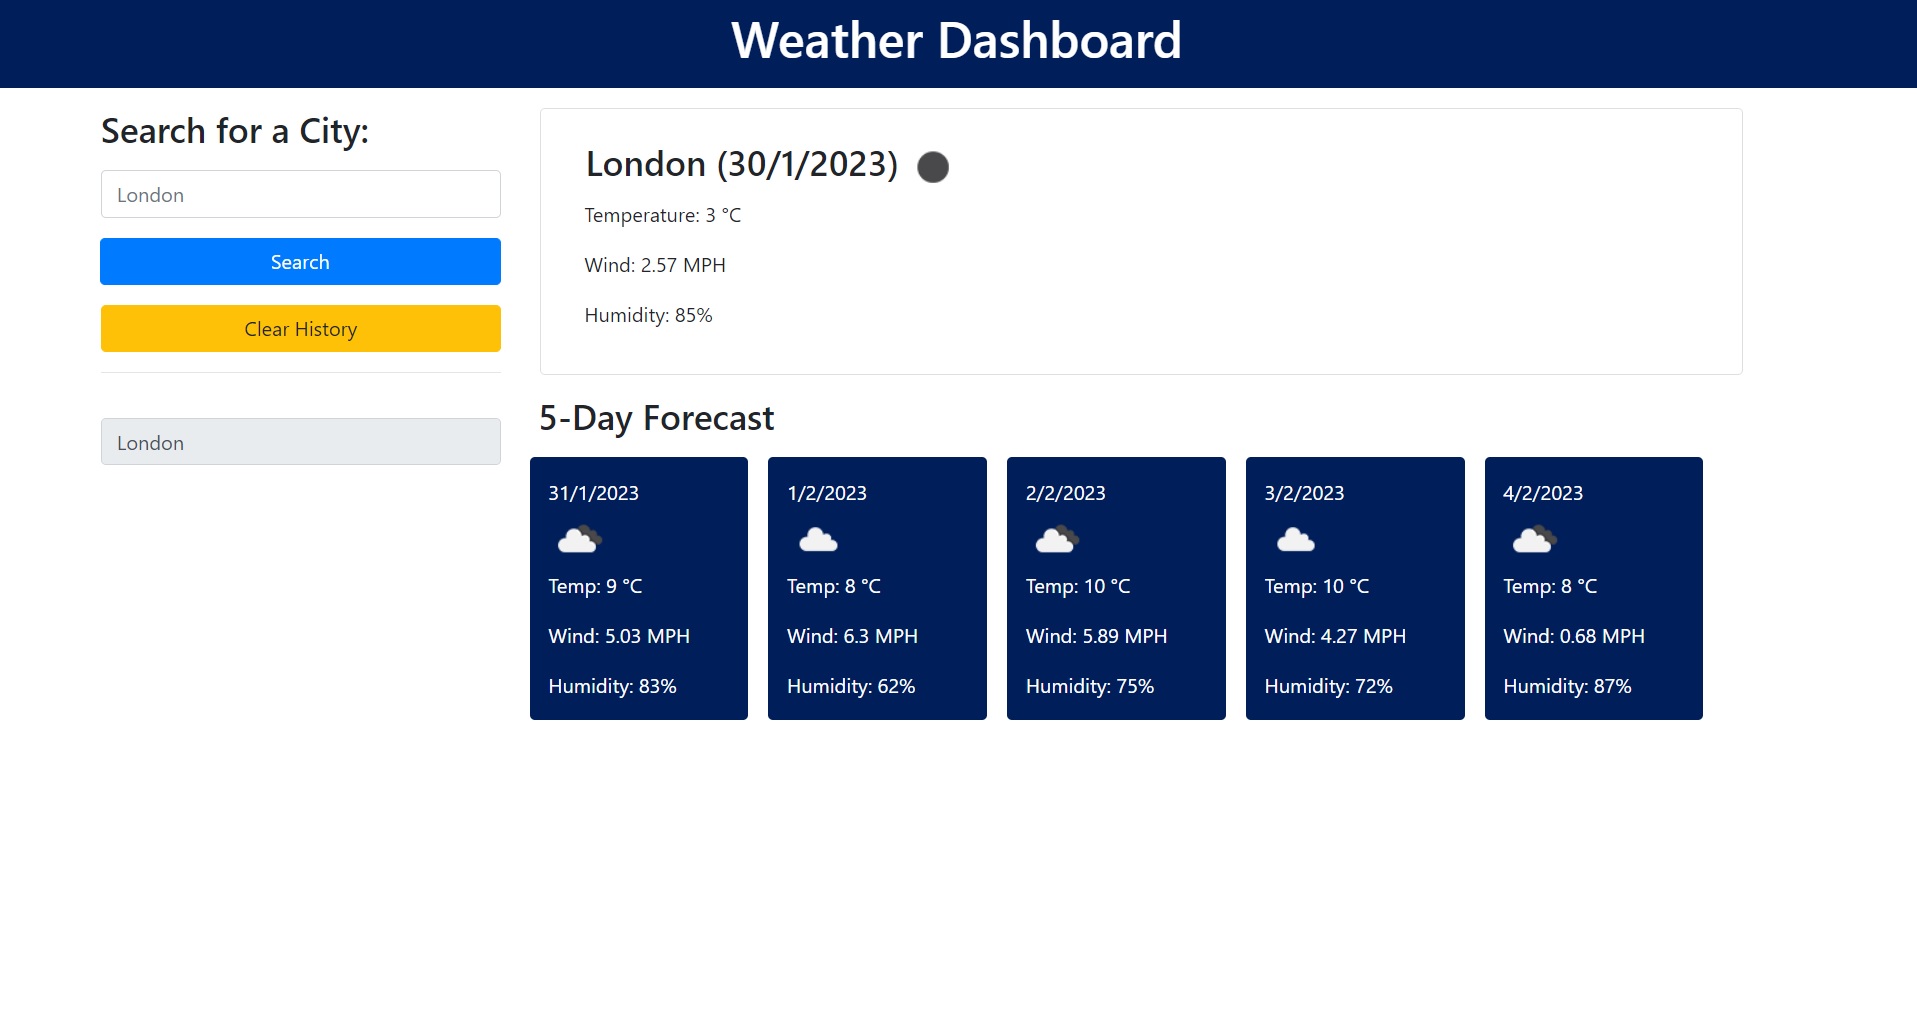 Weather Dashboard
Search for a City:
London
Search
Clear History
London
London (30/1/2023)
Temperature: 3 °C
Wind: 2.57 MPH
Humidity: 85%
5-Day Forecast
31/1/2023
Temp: 9 °C
Wind: 5.03 MPH
Humidity: 83%
1/2/2023
Temp: 8 °C
Wind: 6.3 MPH
Humidity: 62%
2/2/2023
Temp: 10 °C
Wind: 5.89 MPH
Humidity: 75%
3/2/2023
Temp: 10 °C
Wind: 4.27 MPH
Humidity: 72%
4/2/2023
Temp: 8 °C
Wind: 0.68 MPH
Humidity: 87%